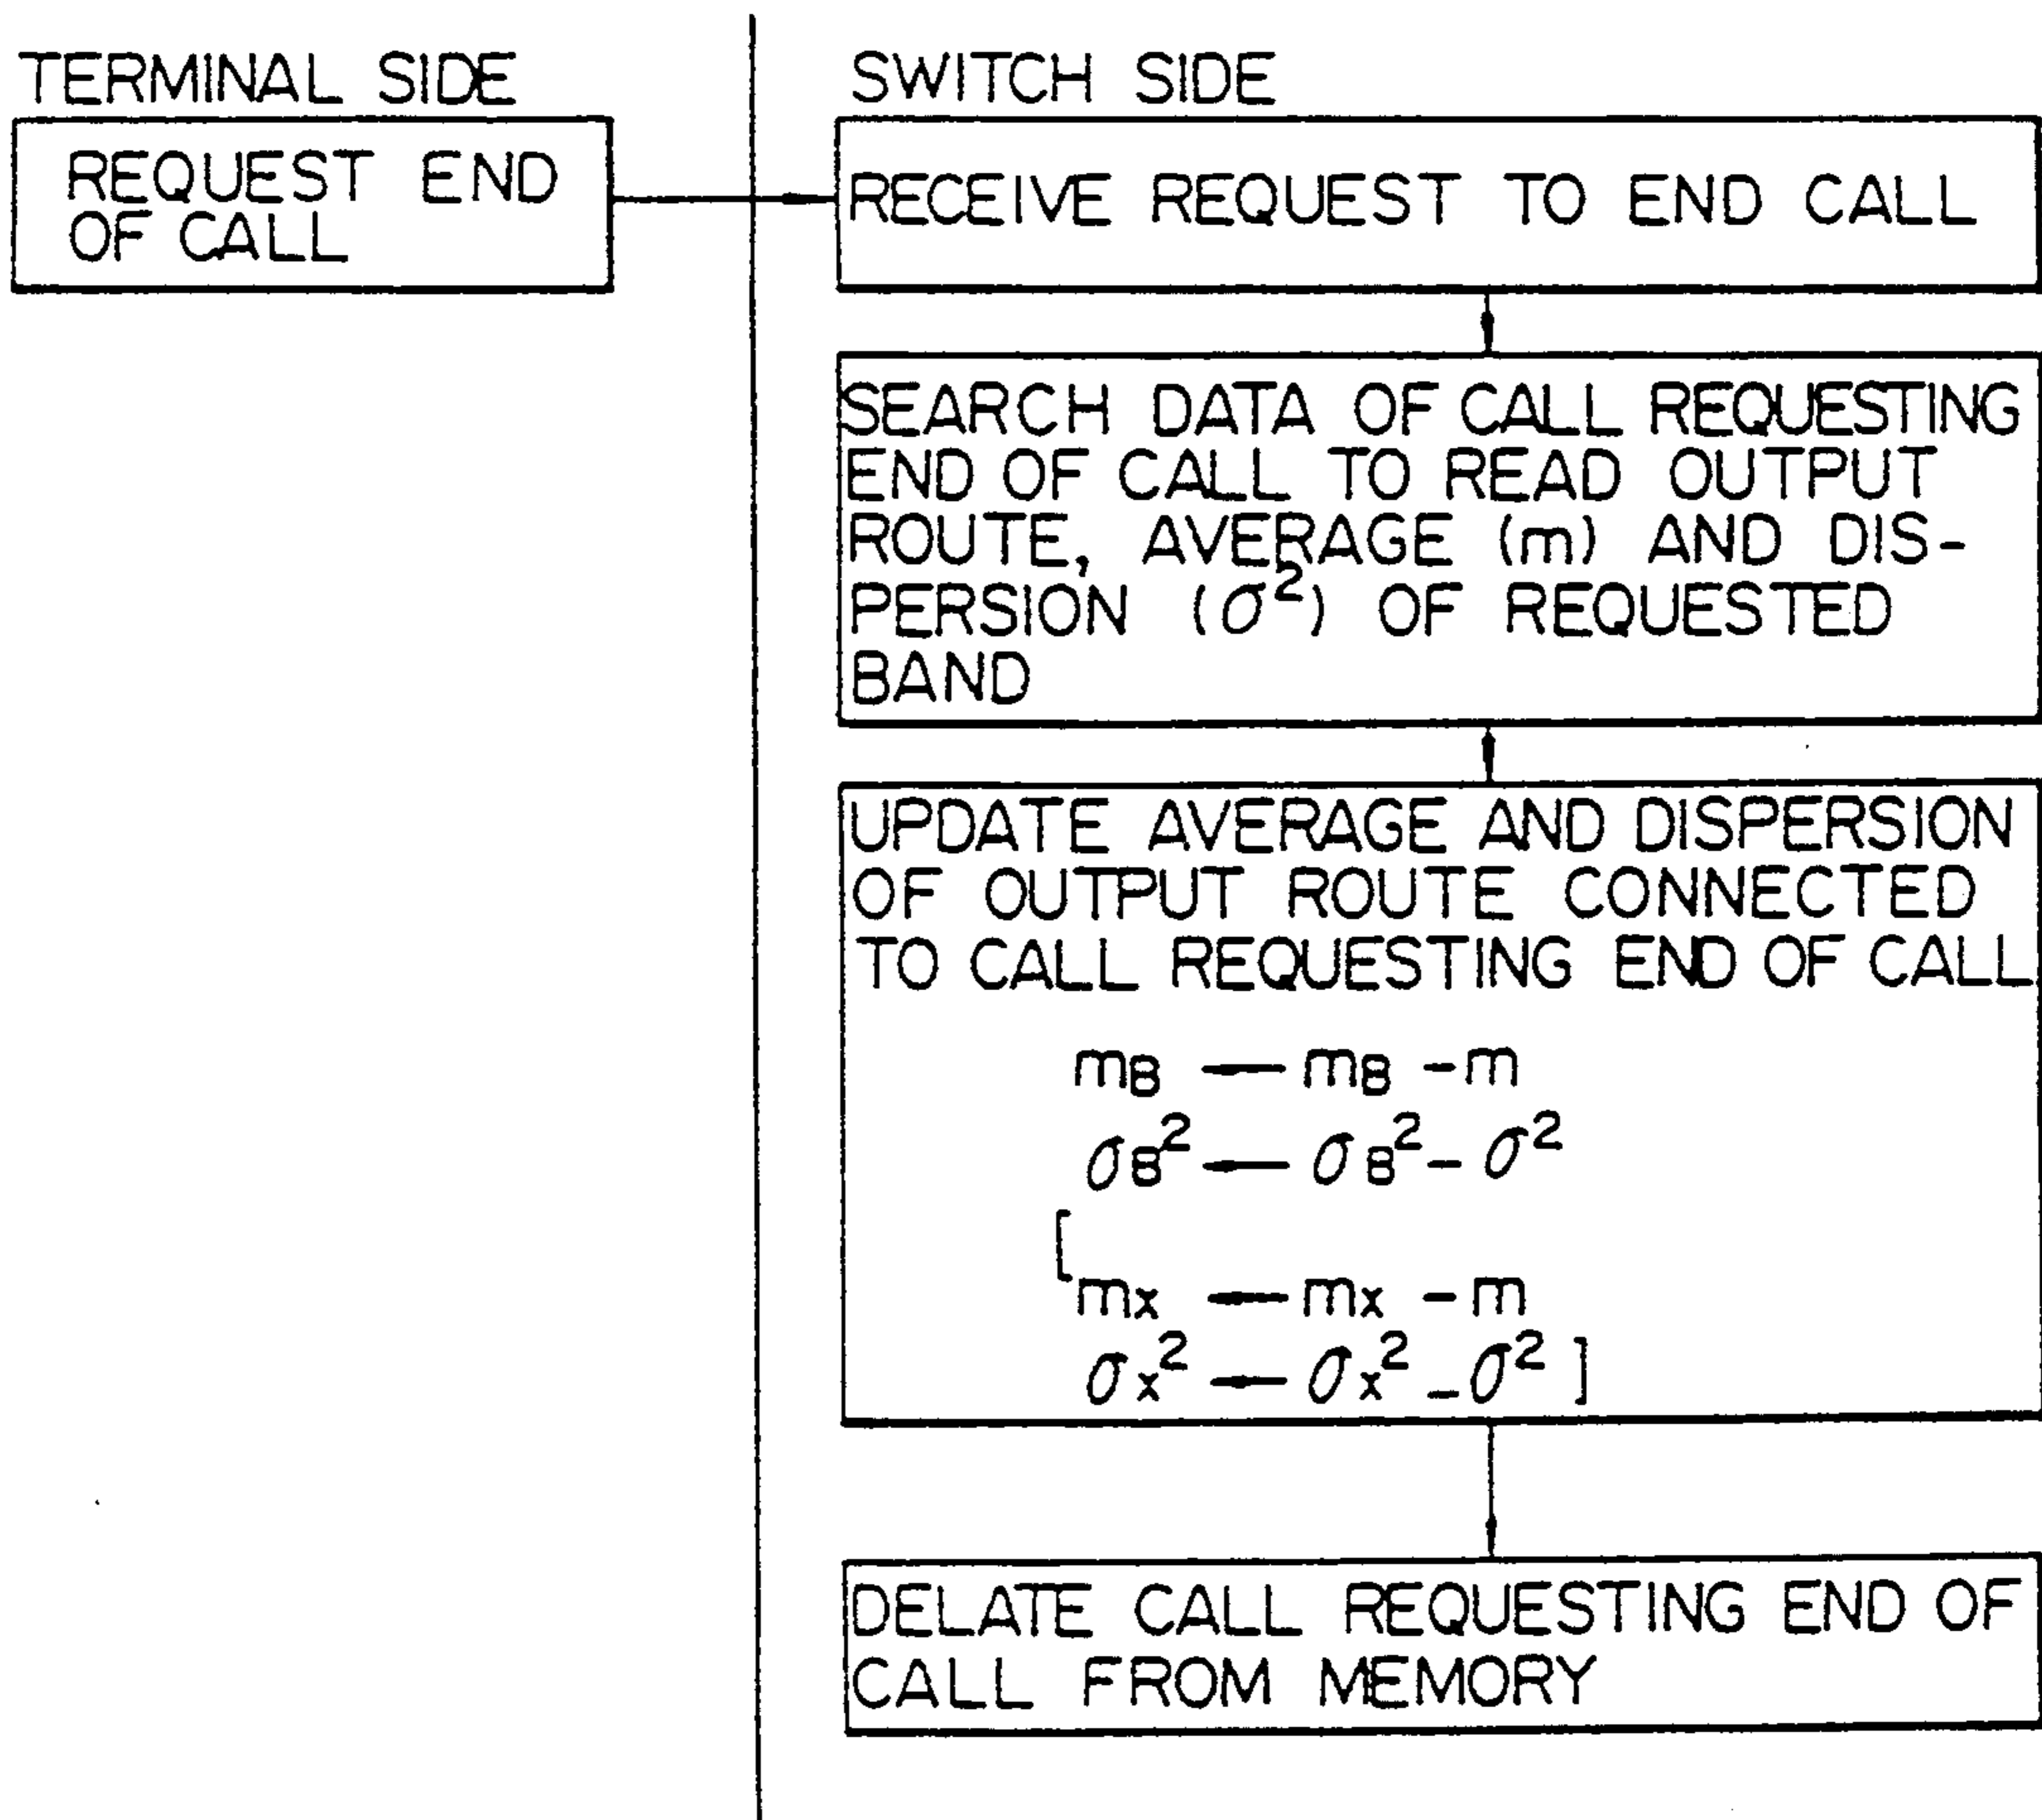 TERMINAL SIDE
REQUEST END
OF CALL
SWITCH SIDE
RECEIVE REQUEST TO END CALL
SEARCH DATA OF CALL REQUESTING
END OF CALL TO READ OUTPUT
ROUTE, AVERAGE (m) AND DIS-
PERSION (σ²) OF REQUESTED
BAND
UPDATE AVERAGE AND DISPERSION
OF OUTPUT ROUTE CONNECTED
TO CALL REQUESTING END OF CALL
mB ← mB - m
σB² ← σB² - σ²
[
mx ← mx - m
σx² ← σx² - σ² ]
DELATE CALL REQUESTING END OF
CALL FROM MEMORY